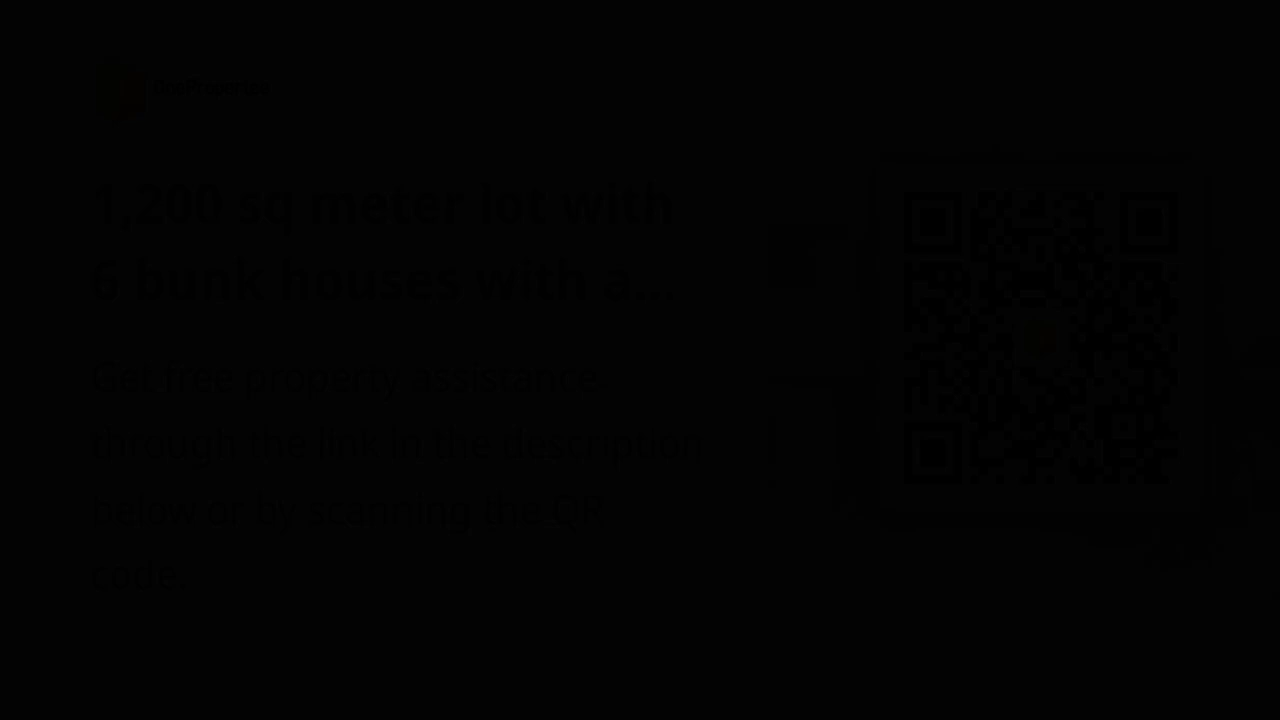 1,200 sq meter lot with
6 bunk houses with a...
Get free property assistance
through the link in the description
below or by scanning the QR
code.